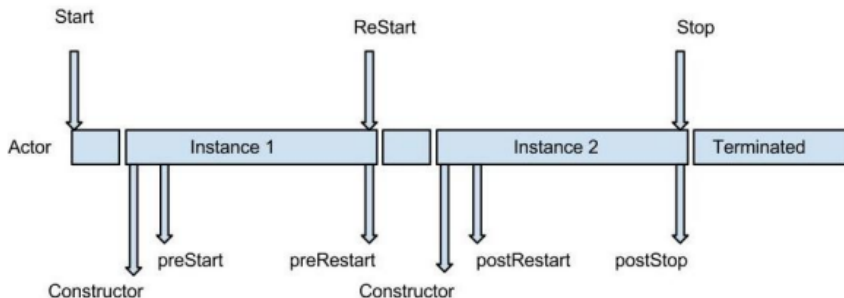 Start
ReStart
Stop
Actor
Instance 1
Instance 2
Terminated
preStart
preRestart
postRestart
postStop
Constructor
Constructor